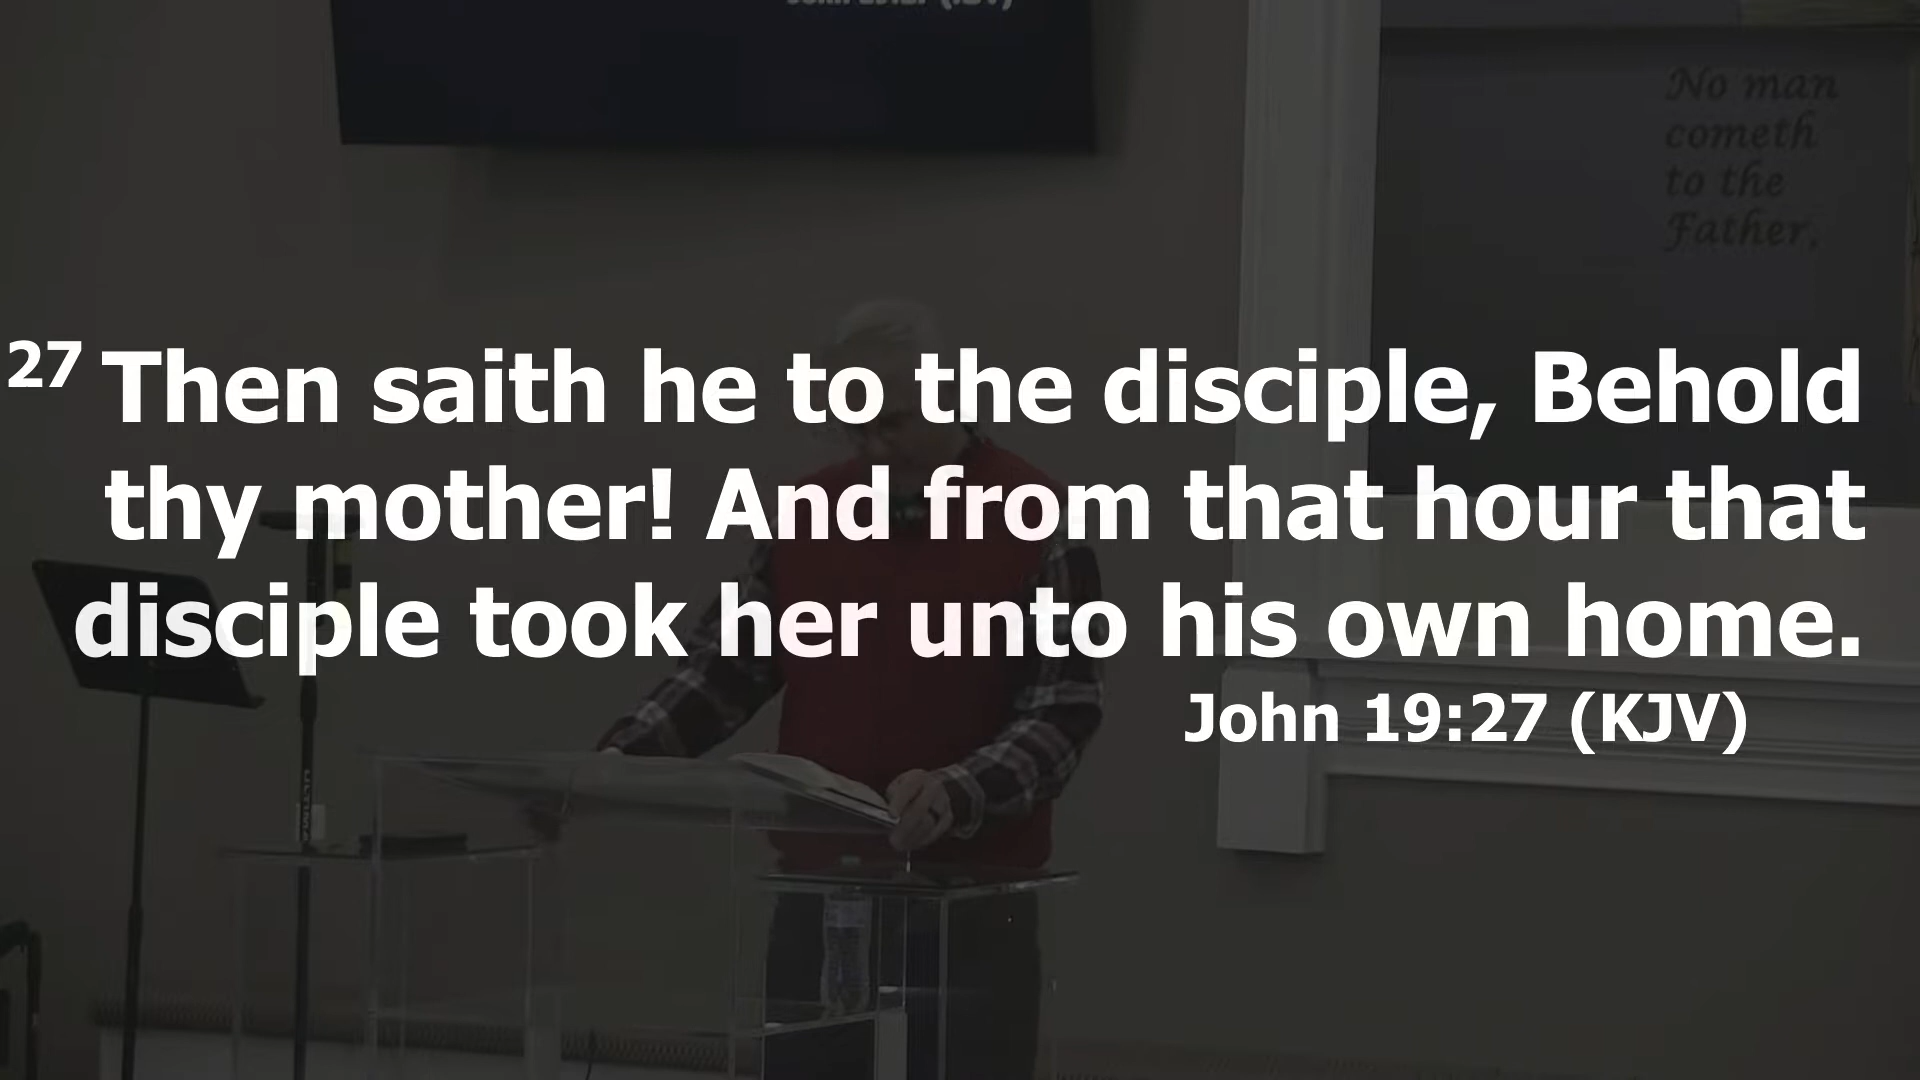 27 Then saith he to the disciple, Behold
thy mother! And from that hour that
disciple took her unto his own home.
John 19:27 (KJV)
No man
cometh
to the
Father,